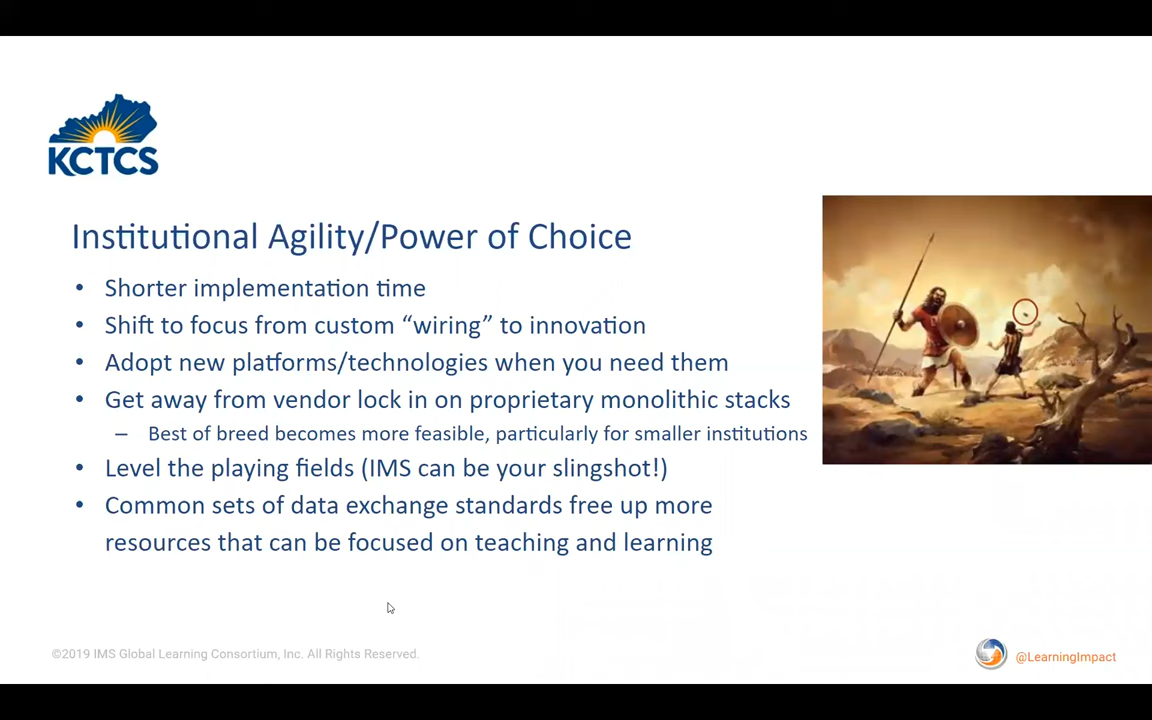 KCTCS
Institutional Agility/Power of Choice
• Shorter implementation time
• Shift to focus from custom “wiring” to innovation
• Adopt new platforms/technologies when you need them
• Get away from vendor lock in on proprietary monolithic stacks
– Best of breed becomes more feasible, particularly for smaller institutions
• Level the playing fields (IMS can be your slingshot!)
• Common sets of data exchange standards free up more
resources that can be focused on teaching and learning
©2019 IMS Global Learning Consortium, Inc. All Rights Reserved.
@LearningImpact